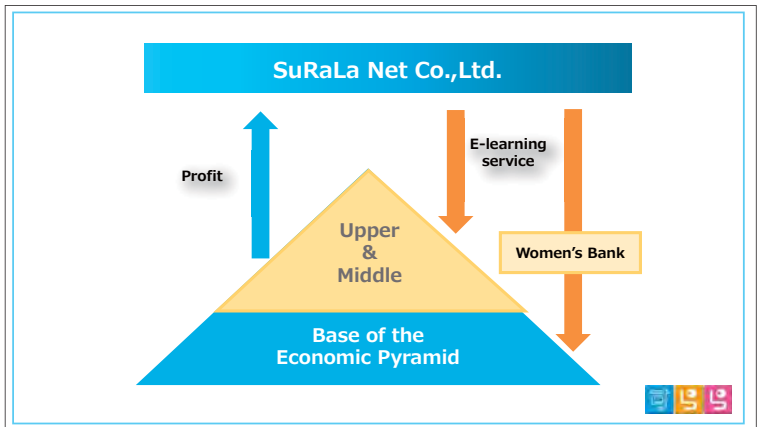 SuRaLa Net Co.,Ltd.
E-learning
service
Profit
Upper
&
Middle
Women's Bank
Base of the
Economic Pyramid